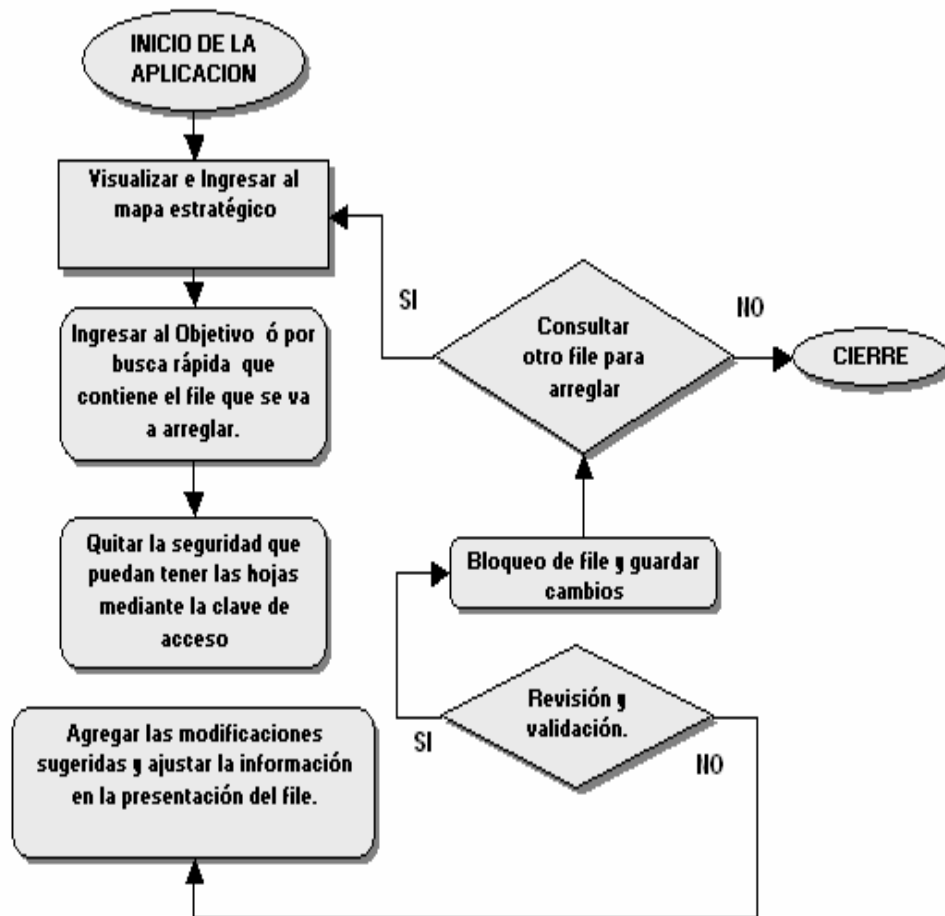 INICIO DE LA
APLICACION
Visualizar e Ingresar al
mapa estratégico
Ingresar al Objetivo ó por
busca rápida que
contiene el file que se va
a arreglar.
Quitar la seguridad que
puedan tener las hojas
mediante la clave de
acceso
Agregar las modificaciones
sugeridas y ajustar la información
en la presentación del file.
SI
Consultar
otro file para
arreglar
NO
CIERRE
Bloqueo de file y guardar
cambios
Revisión y
validación.
SI
NO